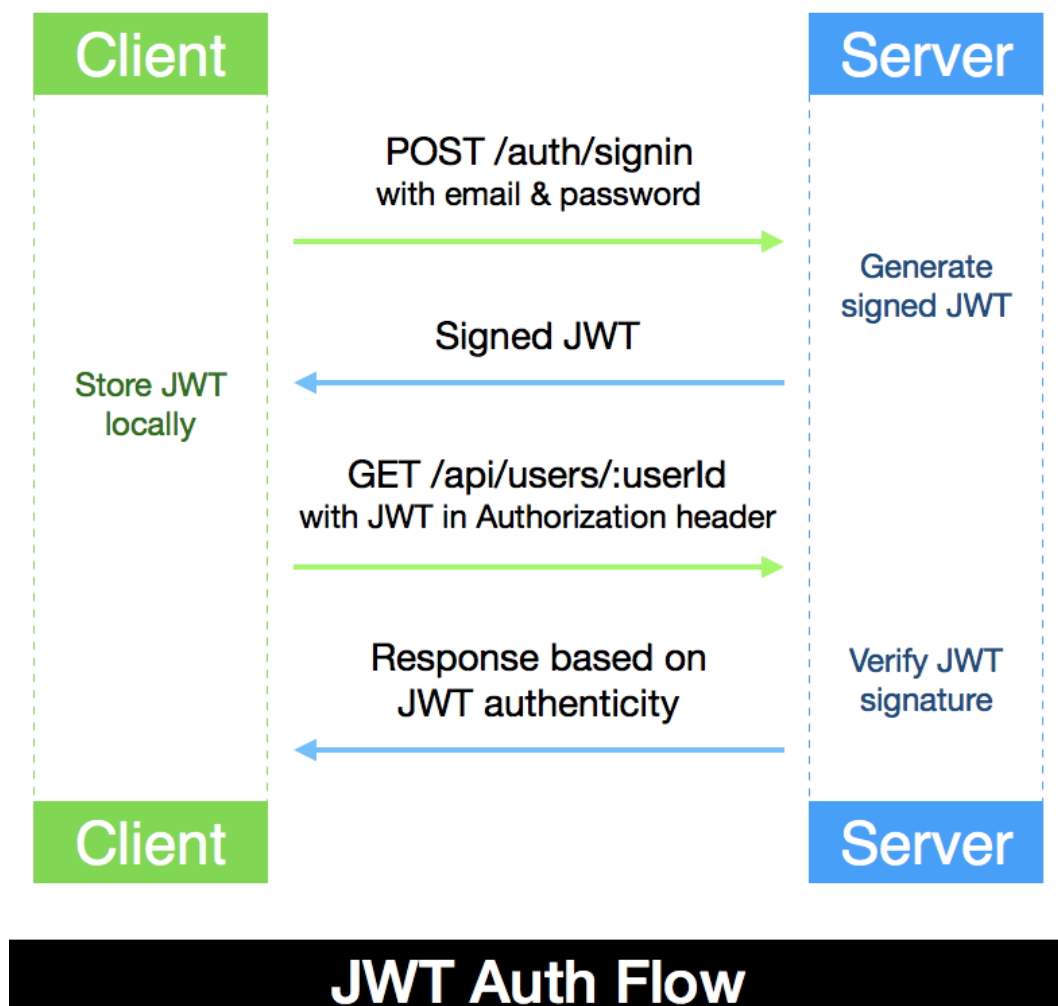 Client
Server
POST /auth/signin
with email & password
Generate
signed JWT
Signed JWT
Store JWT
locally
GET /api/users/:userId
with JWT in Authorization header
Response based on
JWT authenticity
Verify JWT
signature
Client
Server
JWT Auth Flow